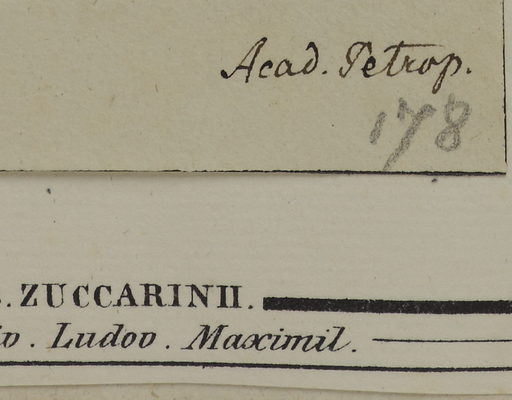 Acad. Petrop.
178
. ZUCCARINII.
. Ludov. Maximil.